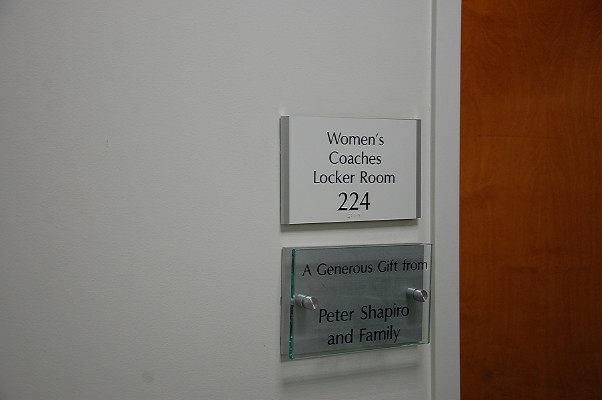 Women's
Coaches
Locker Room
224
A Generous Gift from
Peter Shapiro
and Family